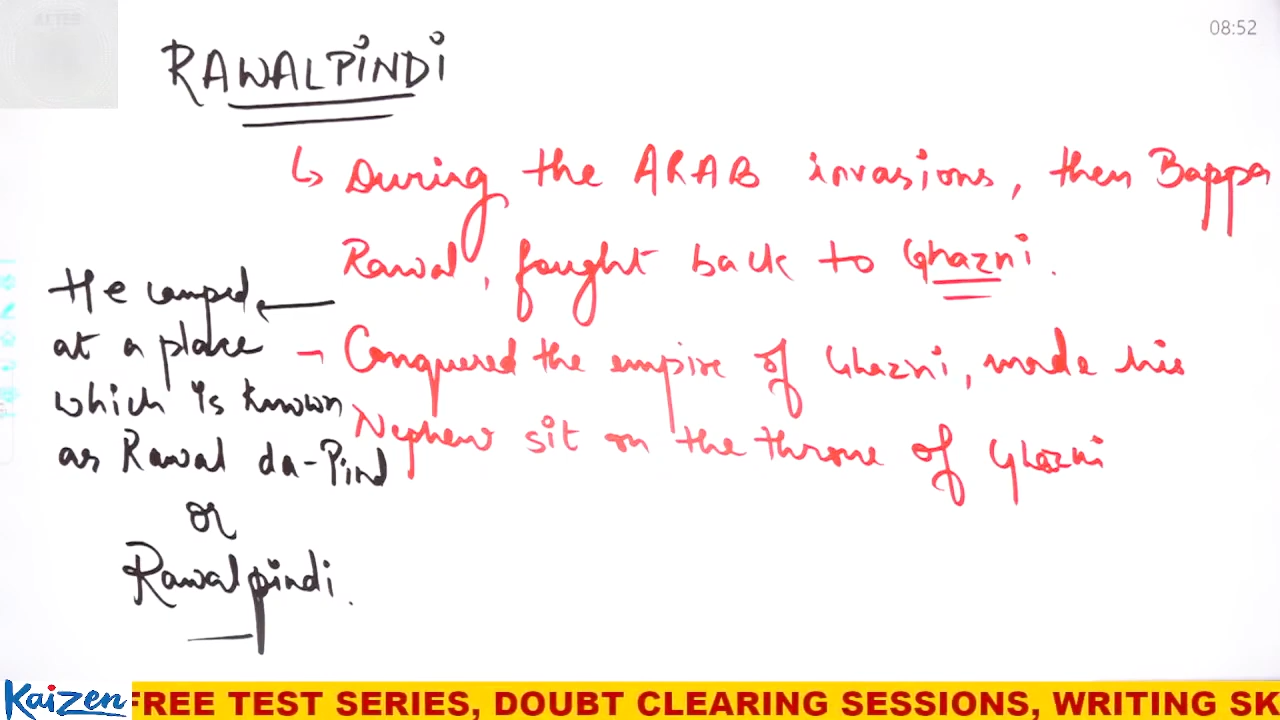 08:52
RAWALPINDI
↳ During the ARAB invasions, then Bappa
Rawal, fought back to Ghazni.
- Conquered the empire of Ghazni, made his
Nephew sit on the throne of Ghazni
He camped
at a place
which is known
as Rawal da-Pind
or
Rawalpindi.
Kaizen
FREE TEST SERIES, DOUBT CLEARING SESSIONS, WRITING SK